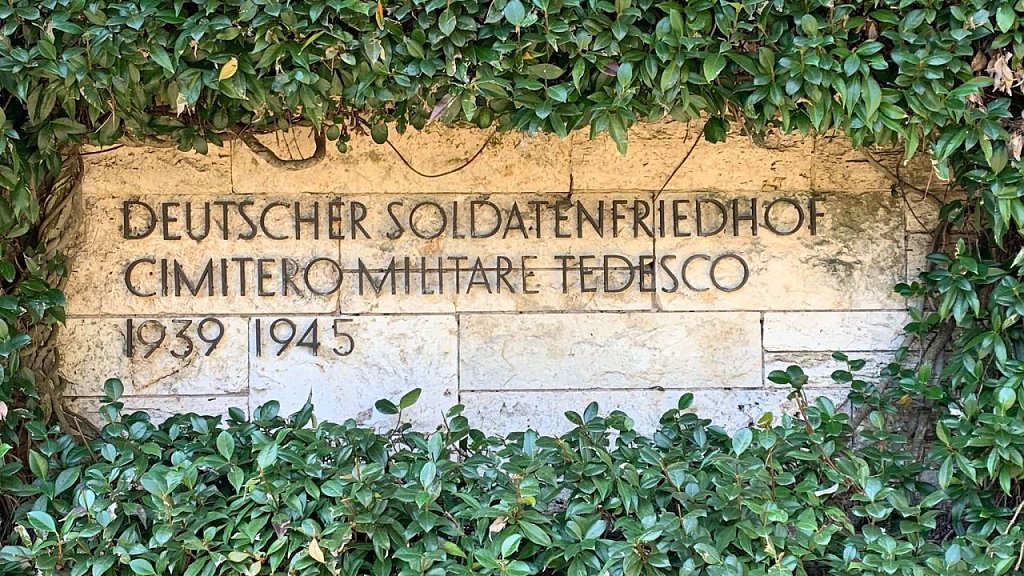 DEUTSCHER SOLDATENFRIEDHOF
CIMITERO MILITARE TEDESCO
1939 1945